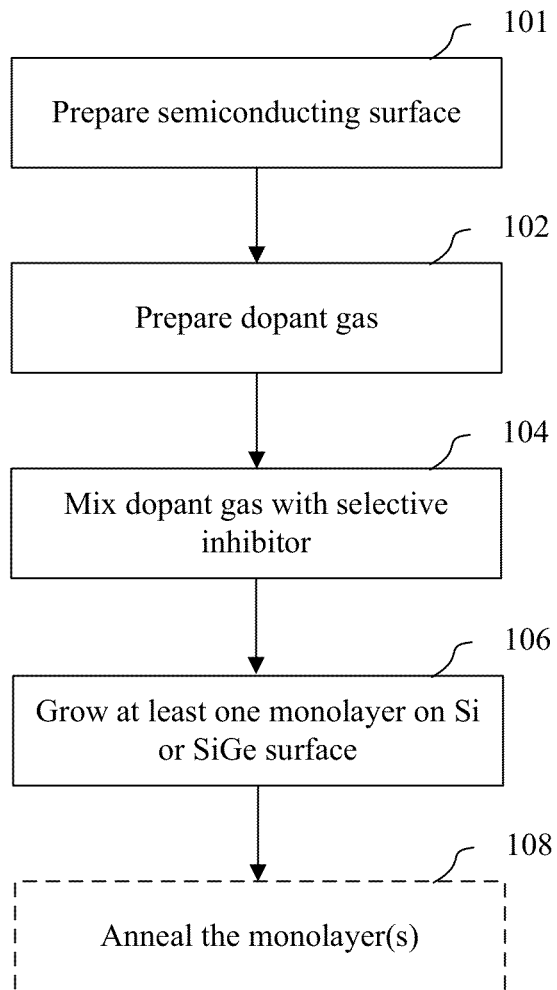 101
Prepare semiconducting surface
102
Prepare dopant gas
104
Mix dopant gas with selective
inhibitor
106
Grow at least one monolayer on Si
or SiGe surface
108
Anneal the monolayer(s)